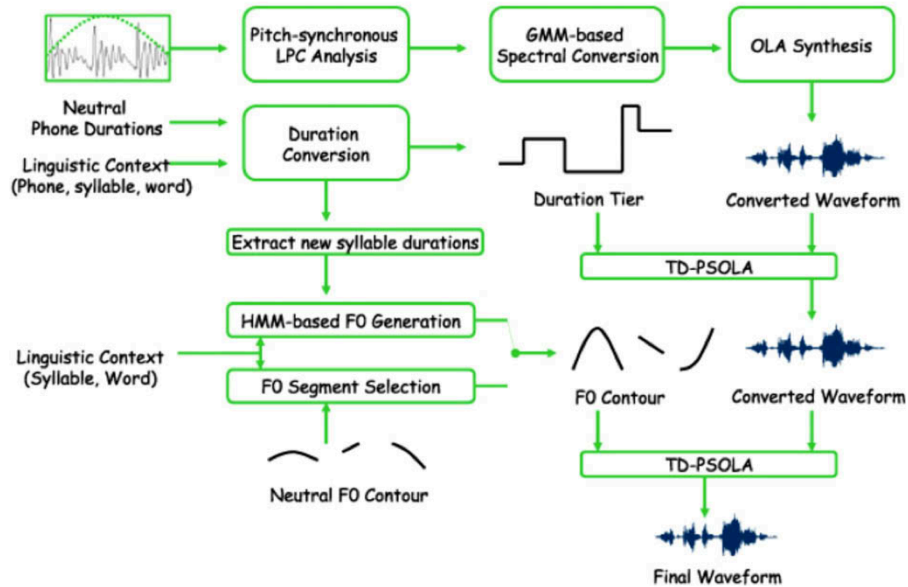 Pitch-synchronous
LPC Analysis
GMM-based
Spectral Conversion
OLA Synthesis
Neutral
Phone Durations
Linguistic Context
(Phone, syllable, word)
Duration
Conversion
Duration Tier
Converted Waveform
Extract new syllable durations
TD-PSOLA
HMM-based F0 Generation
Linguistic Context
(Syllable, Word)
F0 Segment Selection
F0 Contour
Converted Waveform
Neutral F0 Contour
TD-PSOLA
Final Waveform